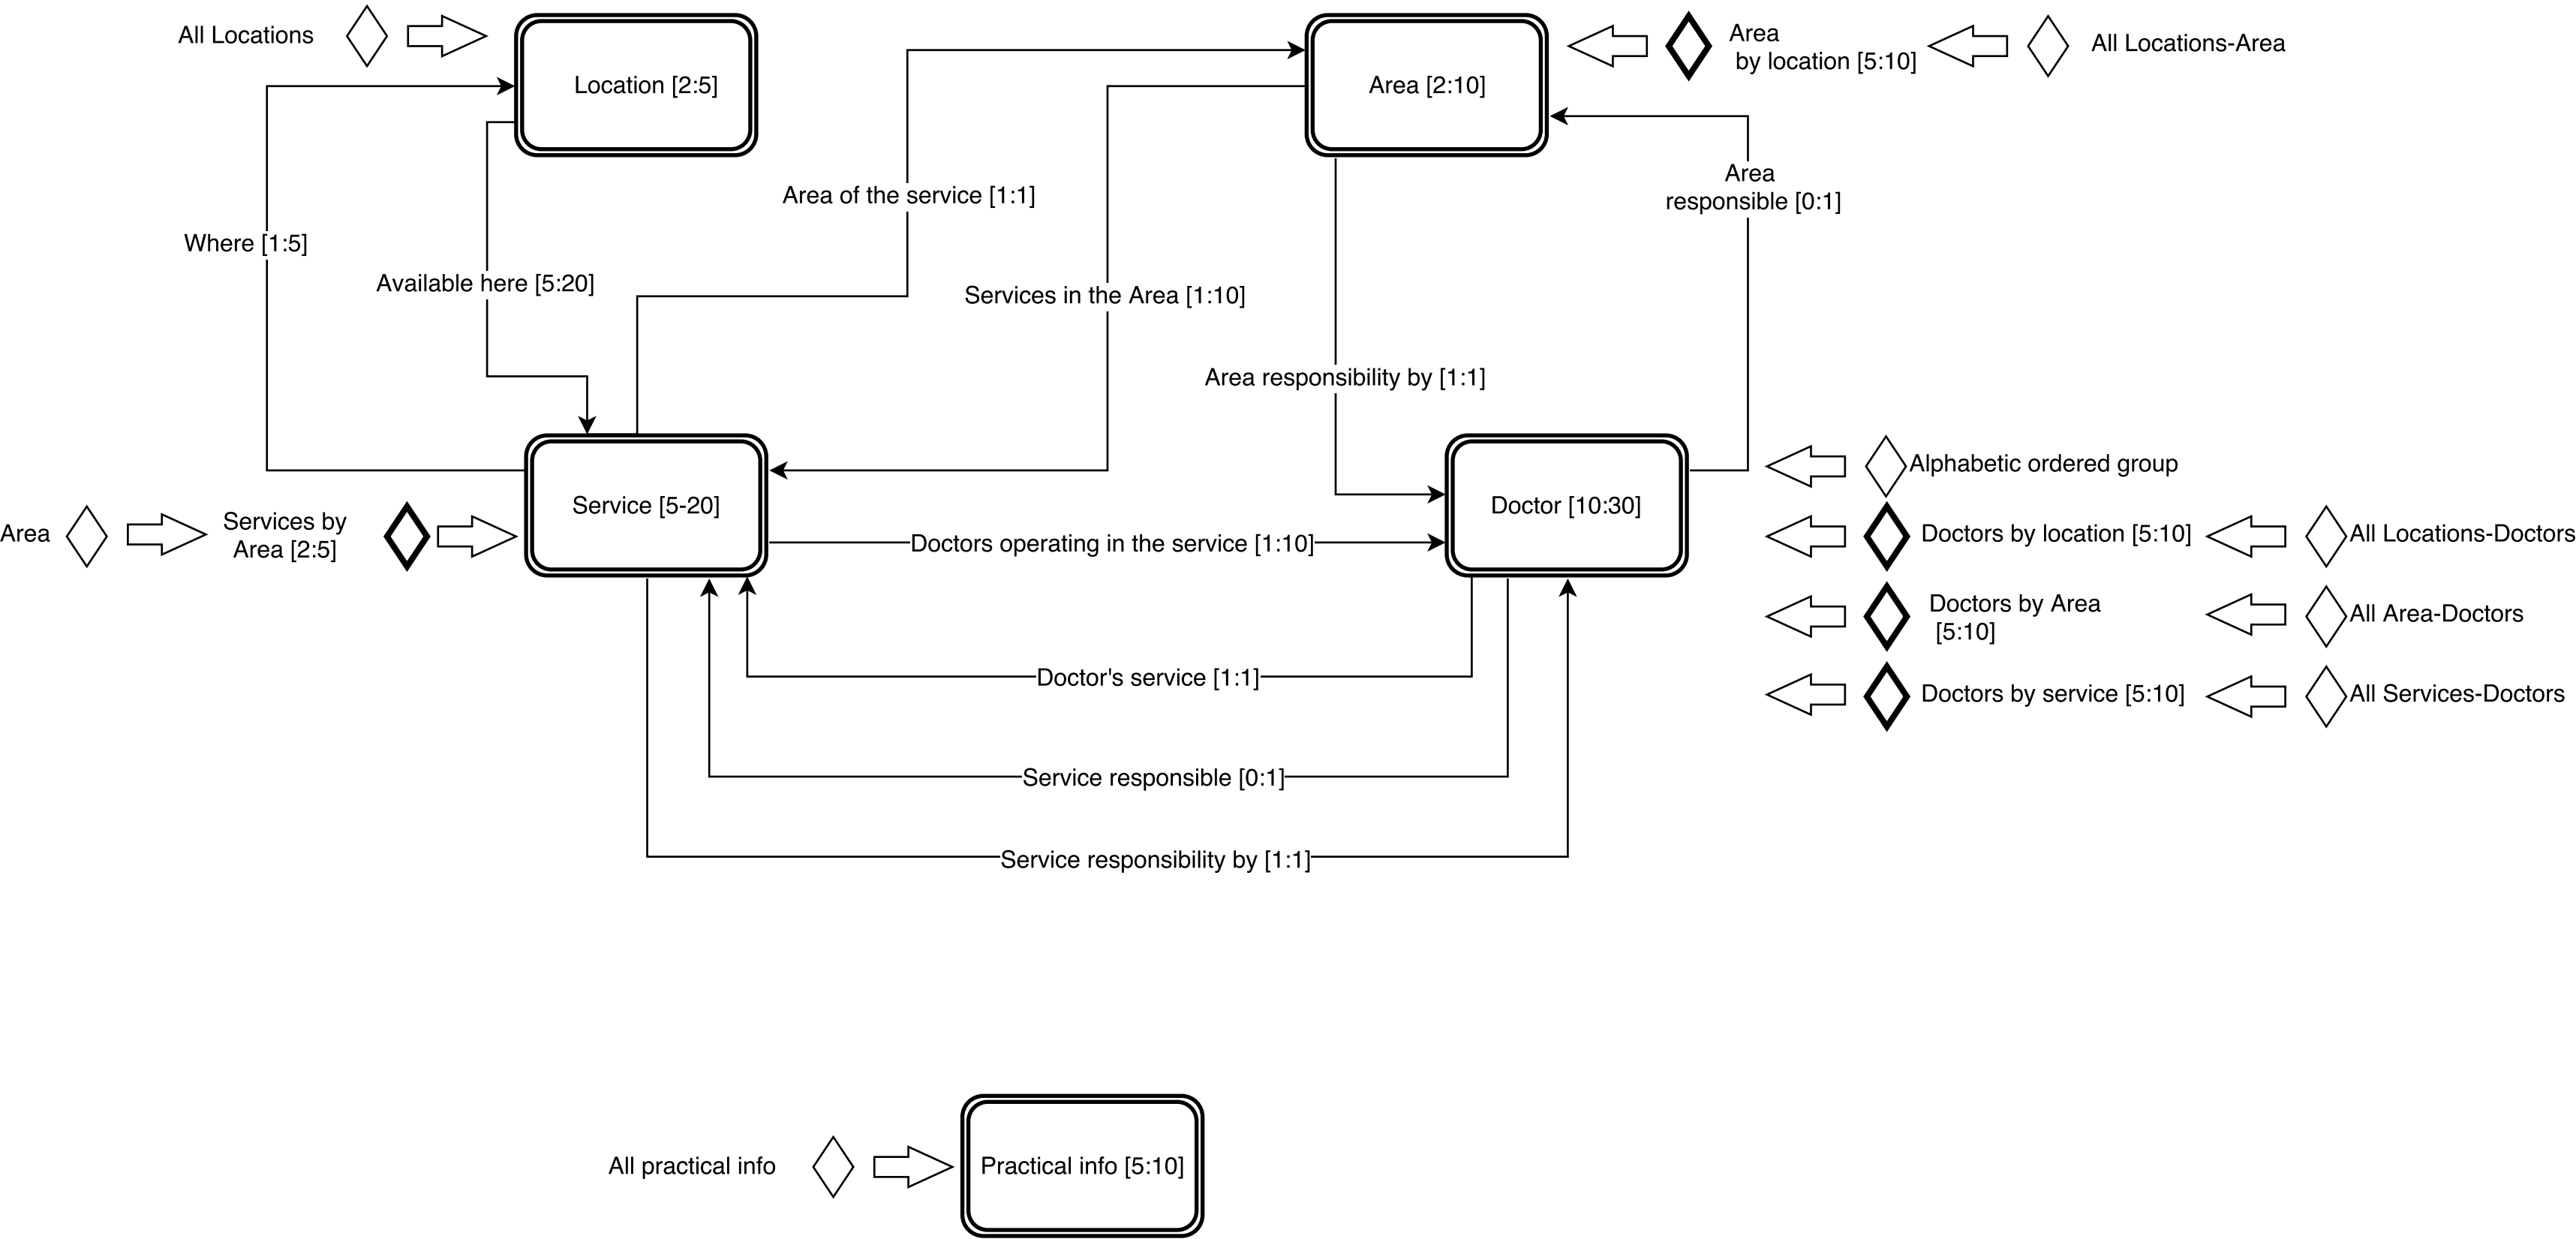 All Locations
Location [2:5]
Area [2:10]
Area
by location [5:10]
All Locations-Area
Area of the service [1:1]
Area
responsible [0:1]
Where [1:5]
Available here [5:20]
Services in the Area [1:10]
Area responsibility by [1:1]
Area
Services by
Area [2:5]
Service [5-20]
Doctors operating in the service [1:10]
Doctor [10:30]
Alphabetic ordered group
Doctors by location [5:10]
All Locations-Doctors
Doctors by Area
[5:10]
All Area-Doctors
Doctor's service [1:1]
Doctors by service [5:10]
All Services-Doctors
Service responsible [0:1]
Service responsibility by [1:1]
All practical info
Practical info [5:10]